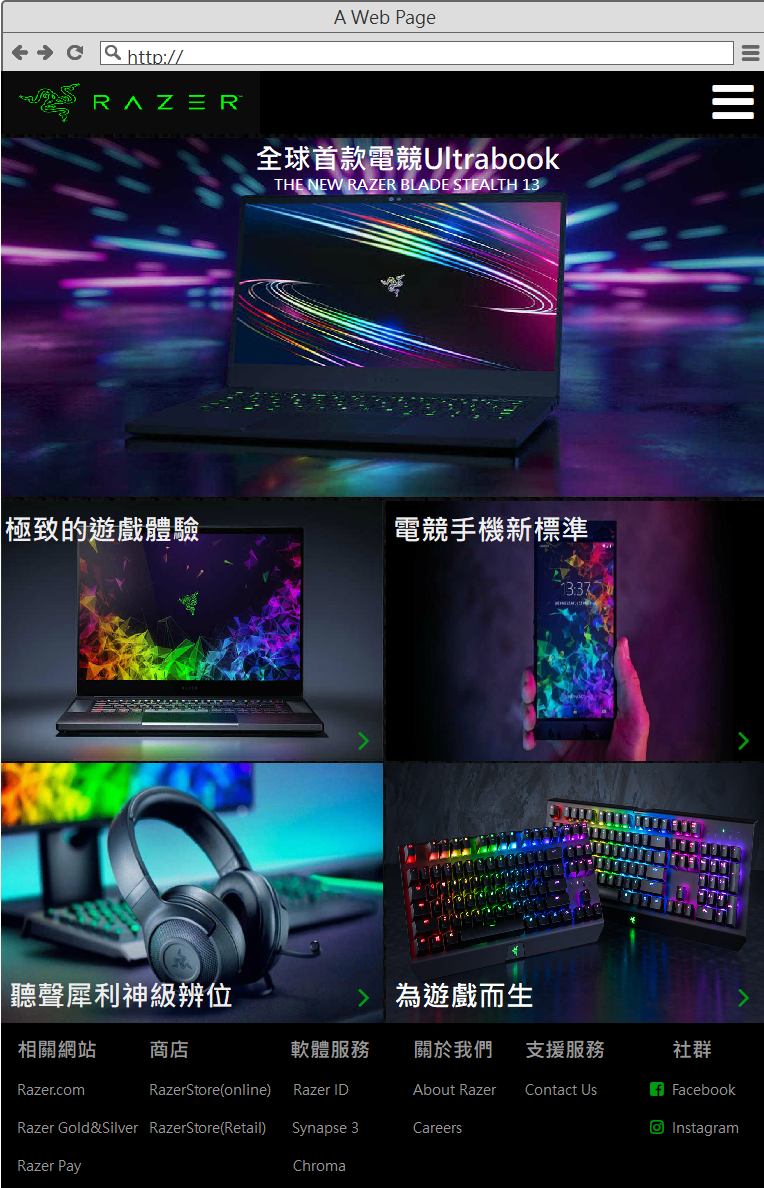 A Web Page
http://
RAZER
全球首款電競Ultrabook
THE NEW RAZER BLADE STEALTH 13
極致的遊戲體驗
電競手機新標準
13:37
聽聲犀利神級辨位
為遊戲而生
相關網站 商店 軟體服務 關於我們 支援服務 社群
Razer.com RazerStore(online) Razer ID About Razer Contact Us Facebook
Razer Gold&Silver RazerStore(Retail) Synapse 3 Careers Instagram
Razer Pay Chroma